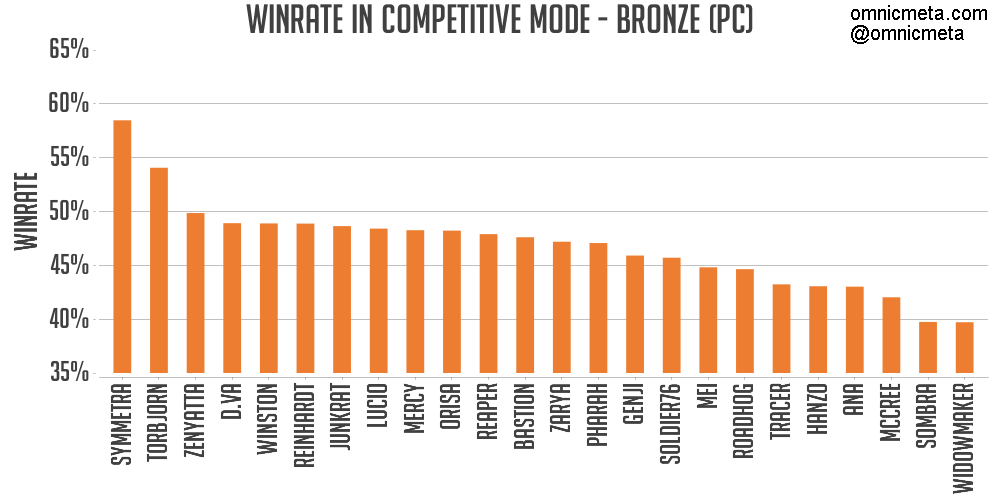 WINRATE IN COMPETITIVE MODE - BRONZE (PC)
omnicmeta.com
@omnicmeta
65%
60%
55%
50%
45%
40%
35%
WINRATE
SYMMETRA
TORBJORN
ZENYATTA
D.VA
WINSTON
REINHARDT
JUNKRAT
LUCIO
MERCY
ORISA
REAPER
BASTION
ZARYA
PHARAH
GENJI
SOLDIER76
MEI
ROADHOG
TRACER
HANZO
ANA
MCCREE
SOMBRA
WIDOWMAKER